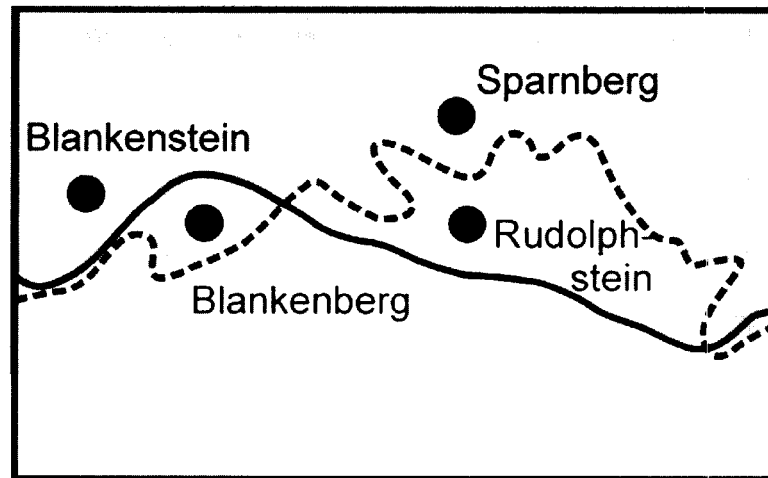 Sparnberg
Blankenstein
Rudolph-
stein
Blankenberg